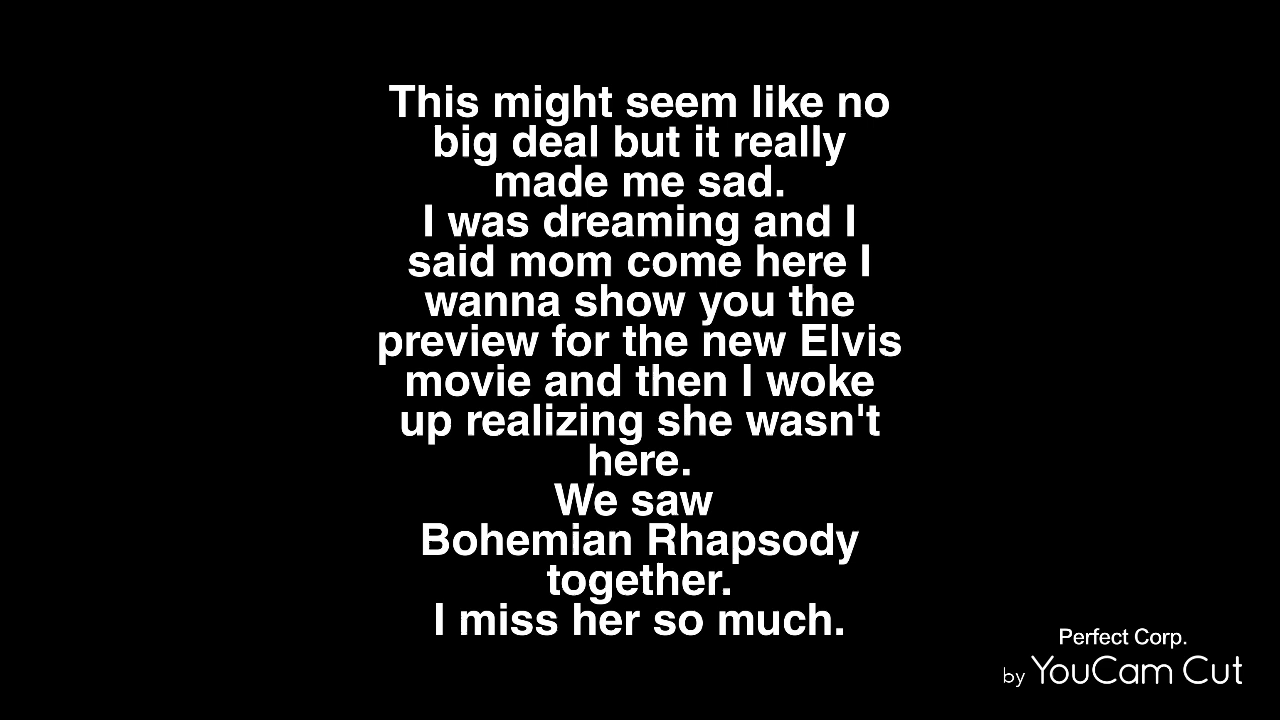 This might seem like no
big deal but it really
made me sad.
I was dreaming and I
said mom come here I
wanna show you the
preview for the new Elvis
movie and then I woke
up realizing she wasn't
here.
We saw
Bohemian Rhapsody
together.
I miss her so much.
Perfect Corp.
by YouCam Cut